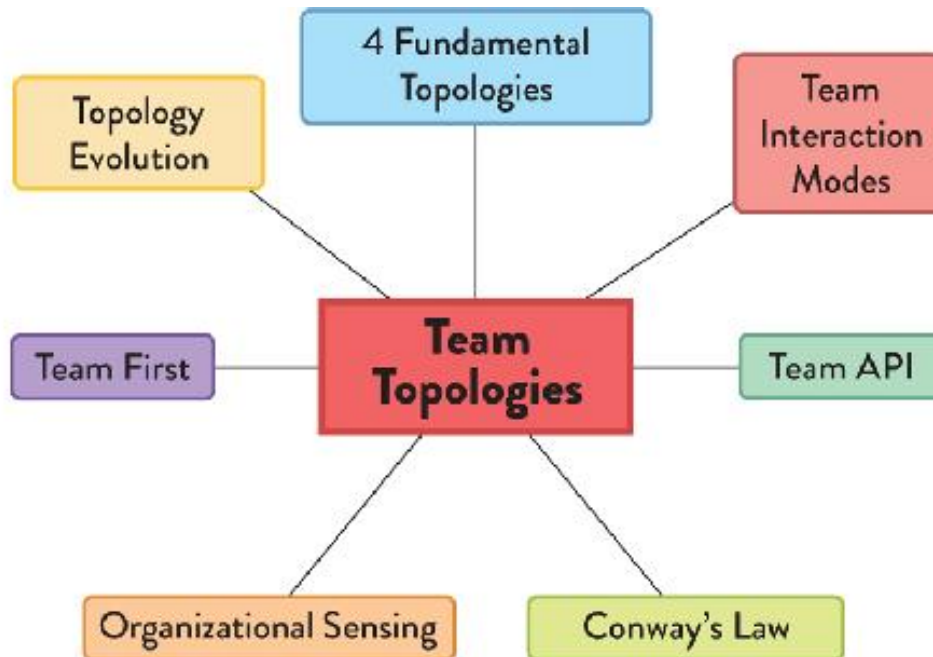 4 Fundamental
Topologies
Topology
Evolution
Team
Interaction
Modes
Team First
Team
Topologies
Team API
Organizational Sensing
Conway's Law